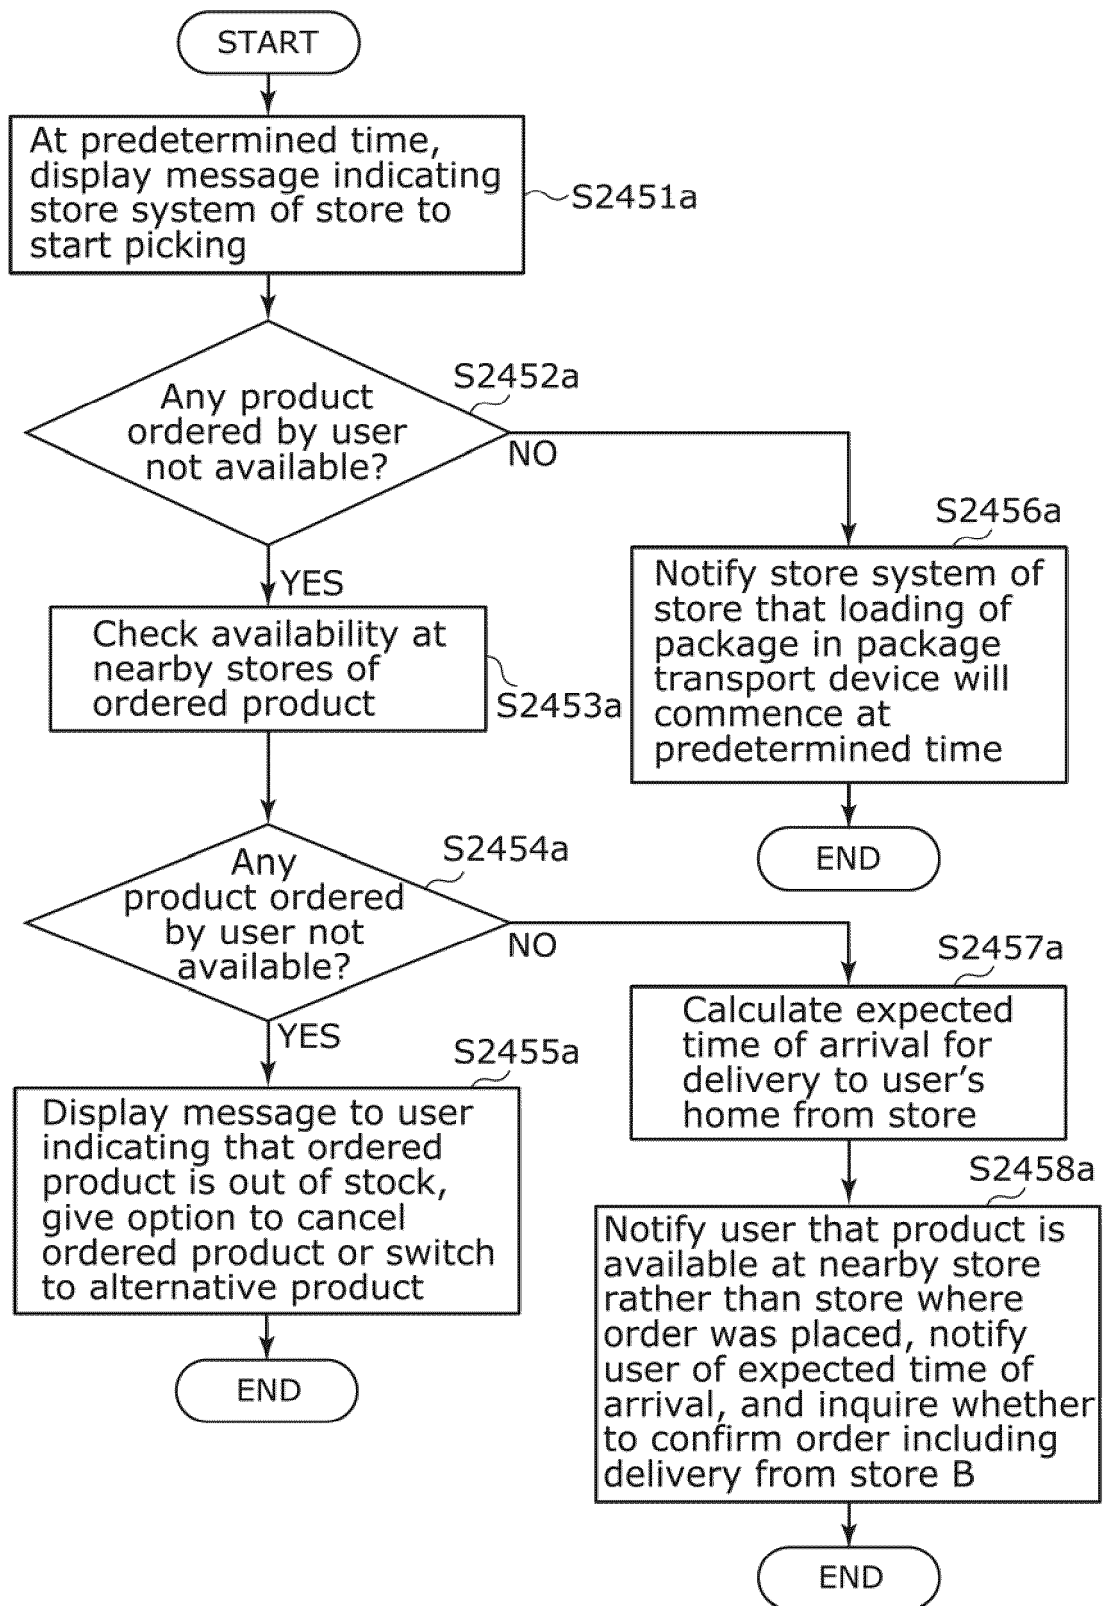 START
At predetermined time,
display message indicating
store system of store to
start picking
S2451a
S2452a
Any product
ordered by user
not available?
NO
YES
S2456a
Notify store system of
store that loading of
package in package
transport device will
commence at
predetermined time
END
Check availability at
nearby stores of
ordered product
S2453a
S2454a
Any
product ordered
by user not
available?
NO
YES
S2455a
Display message to user
indicating that ordered
product is out of stock,
give option to cancel
ordered product or switch
to alternative product
END
S2457a
Calculate expected
time of arrival for
delivery to user's
home from store
S2458a
Notify user that product is
available at nearby store
rather than store where
order was placed, notify
user of expected time of
arrival, and inquire whether
to confirm order including
delivery from store B
END